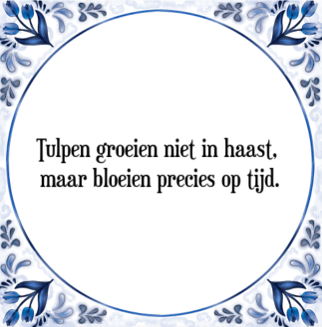 Tulpen groeien niet in haast,
maar bloeien precies op tijd.